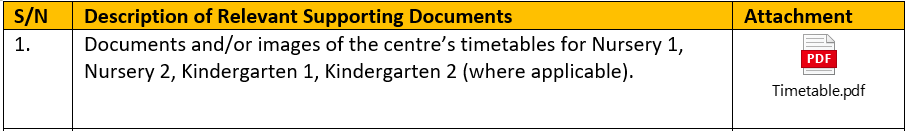 S/N Description of Relevant Supporting Documents Attachment
1. Documents and/or images of the centre’s timetables for Nursery 1,
Nursery 2, Kindergarten 1, Kindergarten 2 (where applicable).
PDF
Timetable.pdf